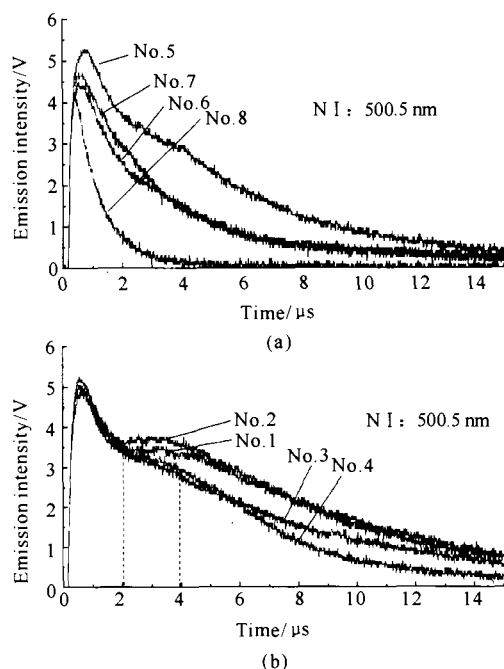 6
5
4
3
2
1
0
Emission intensity/V
No.5
No.7
No.6
No.8
N I: 500.5 nm
0 2 4 6 8 10 12 14
Time/ μs
(a)
6
5
4
3
2
1
0
Emission intensity/V
No.2
No.1
No.3
No.4
N I: 500.5 nm
0 2 4 6 8 10 12 14
Time/ μs
(b)